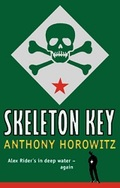 SKELETON KEY
ANTHONY HOROWITZ
Alex Rider's in deep water –
again